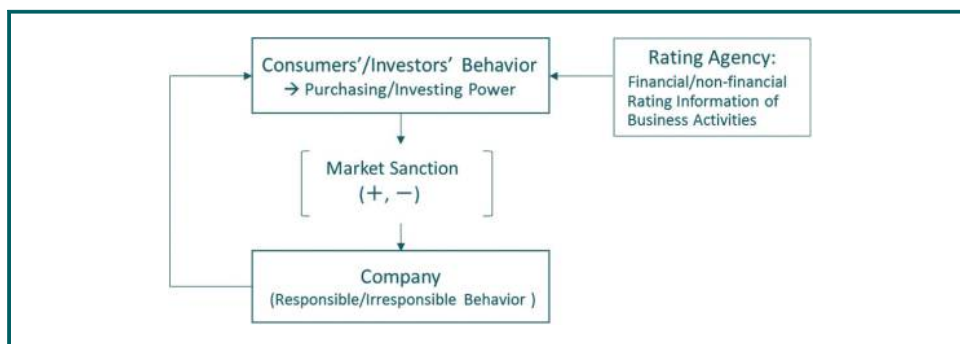 Consumers’/Investors’ Behavior
→ Purchasing/Investing Power
Rating Agency:
Financial/non-financial
Rating Information of
Business Activities
Market Sanction
(+, −)
Company
(Responsible/Irresponsible Behavior )